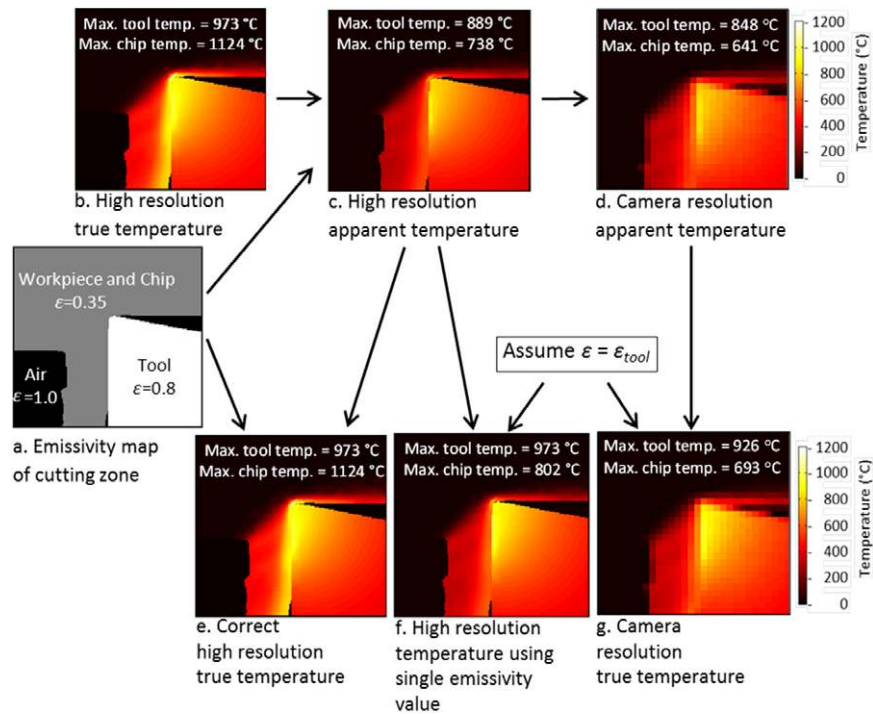 Max. tool temp. = 973 °C
Max. chip temp. = 1124 °C
b. High resolution
true temperature
Max. tool temp. = 889 °C
Max. chip temp. = 738 °C
c. High resolution
apparent temperature
Max. tool temp. = 848 °C
Max. chip temp. = 641 °C
d. Camera resolution
apparent temperature
1200
1000
800
600
400
200
0
Temperature (°C)
Workpiece and Chip
ε=0.35
Air
ε=1.0
Tool
ε=0.8
a. Emissivity map
of cutting zone
Assume ε = εtool
Max. tool temp. = 973 °C
Max. chip temp. = 1124 °C
e. Correct
high resolution
true temperature
Max. tool temp. = 973 °C
Max. chip temp. = 802 °C
f. High resolution
temperature using
single emissivity
value
Max. tool temp. = 926 °C
Max. chip temp. = 693 °C
g. Camera
resolution
true temperature
1200
1000
800
600
400
200
0
Temperature (°C)